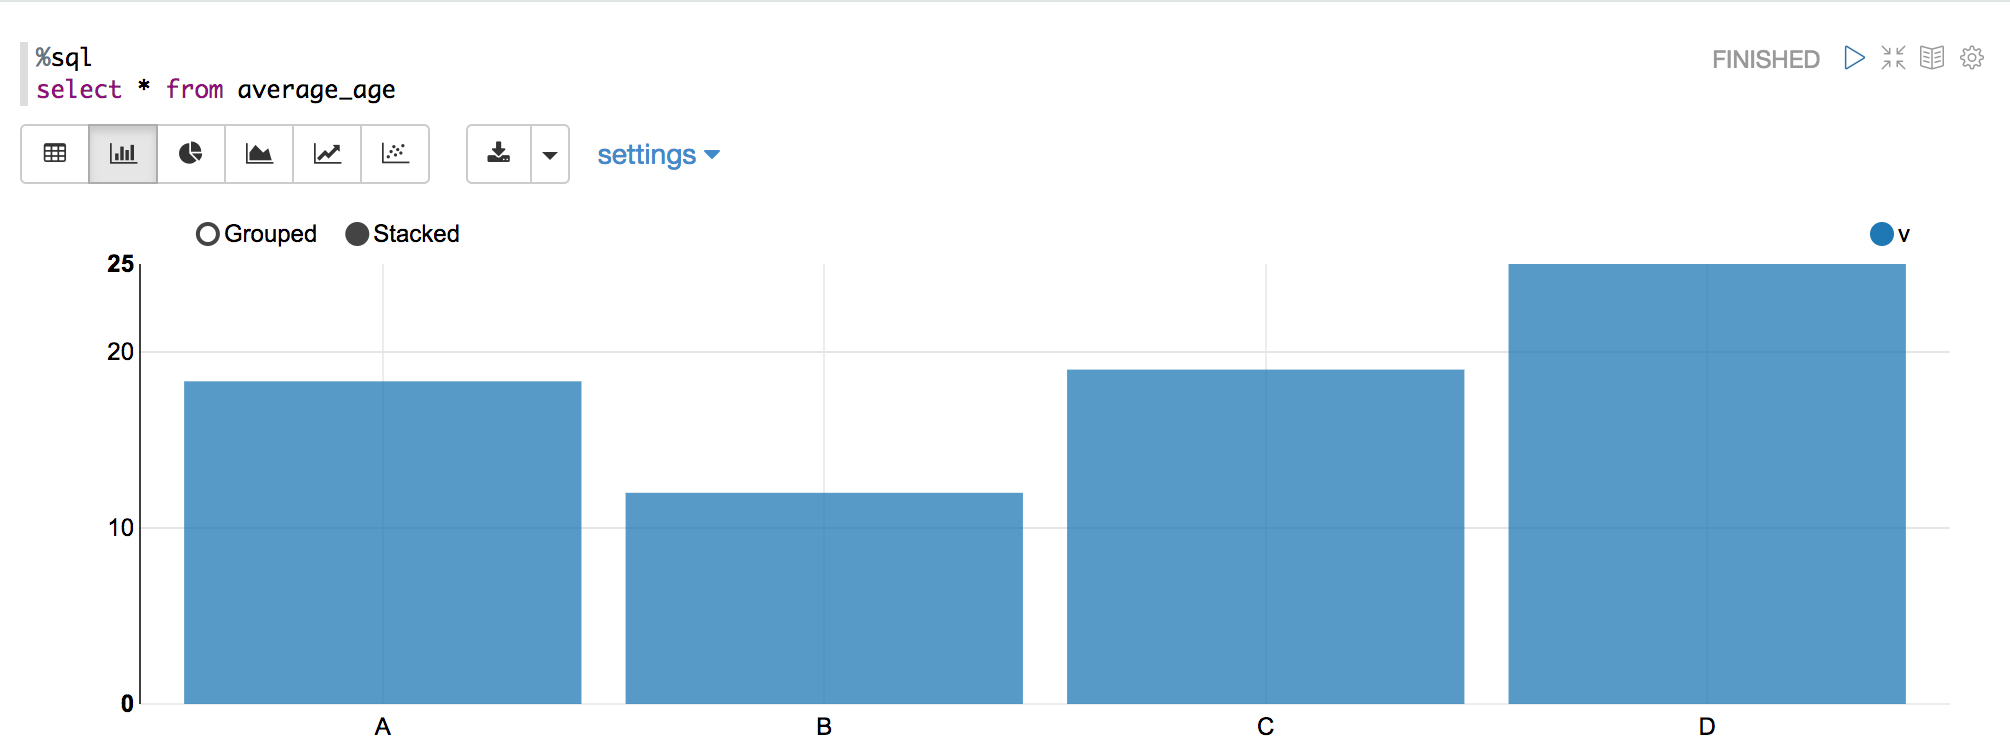 %sql
FINISHED
select * from average_age
settings
Grouped Stacked
v
25
20
10
0
A B C D